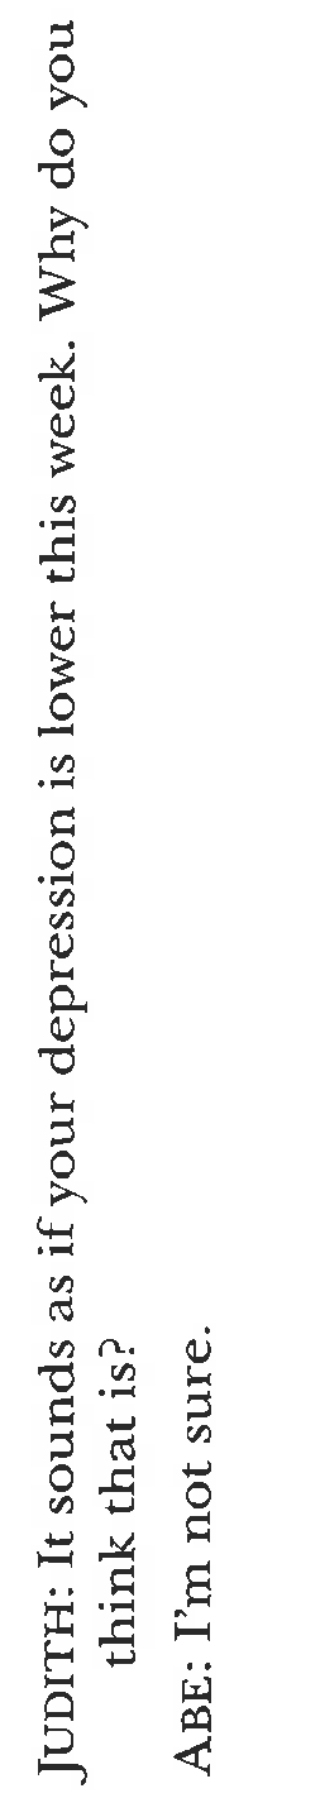 JUDITH: It sounds as if your depression is lower this week. Why do you
think that is?
ABE: I'm not sure.